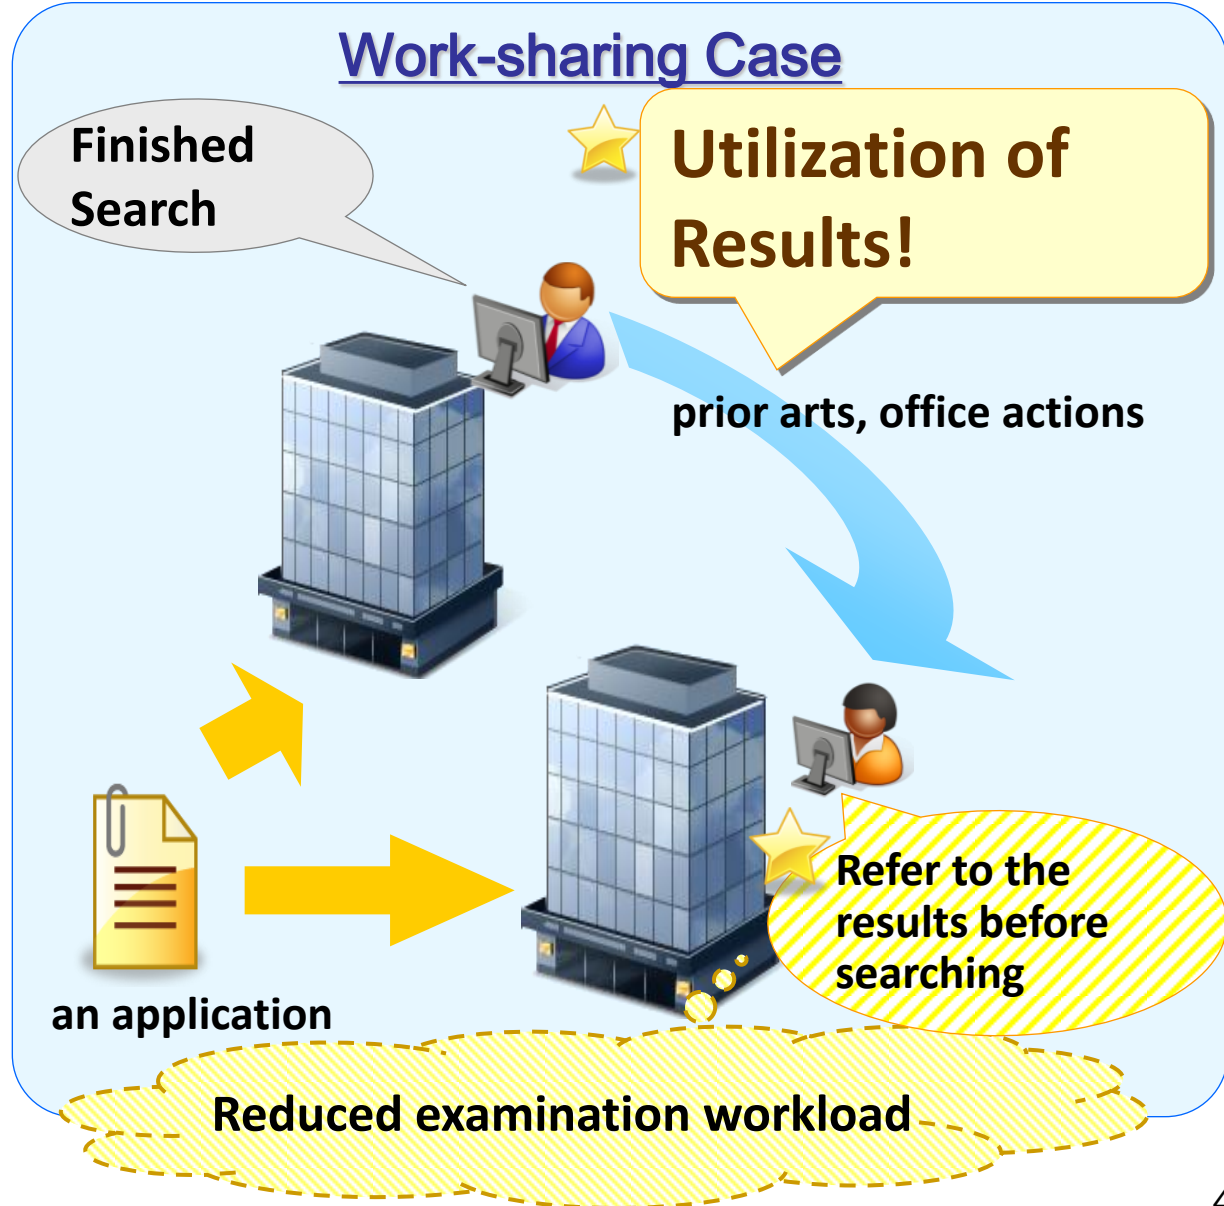 Work-sharing Case
Finished
Search
Utilization of
Results!
prior arts, office actions
Refer to the
results before
searching
an application
Reduced examination workload